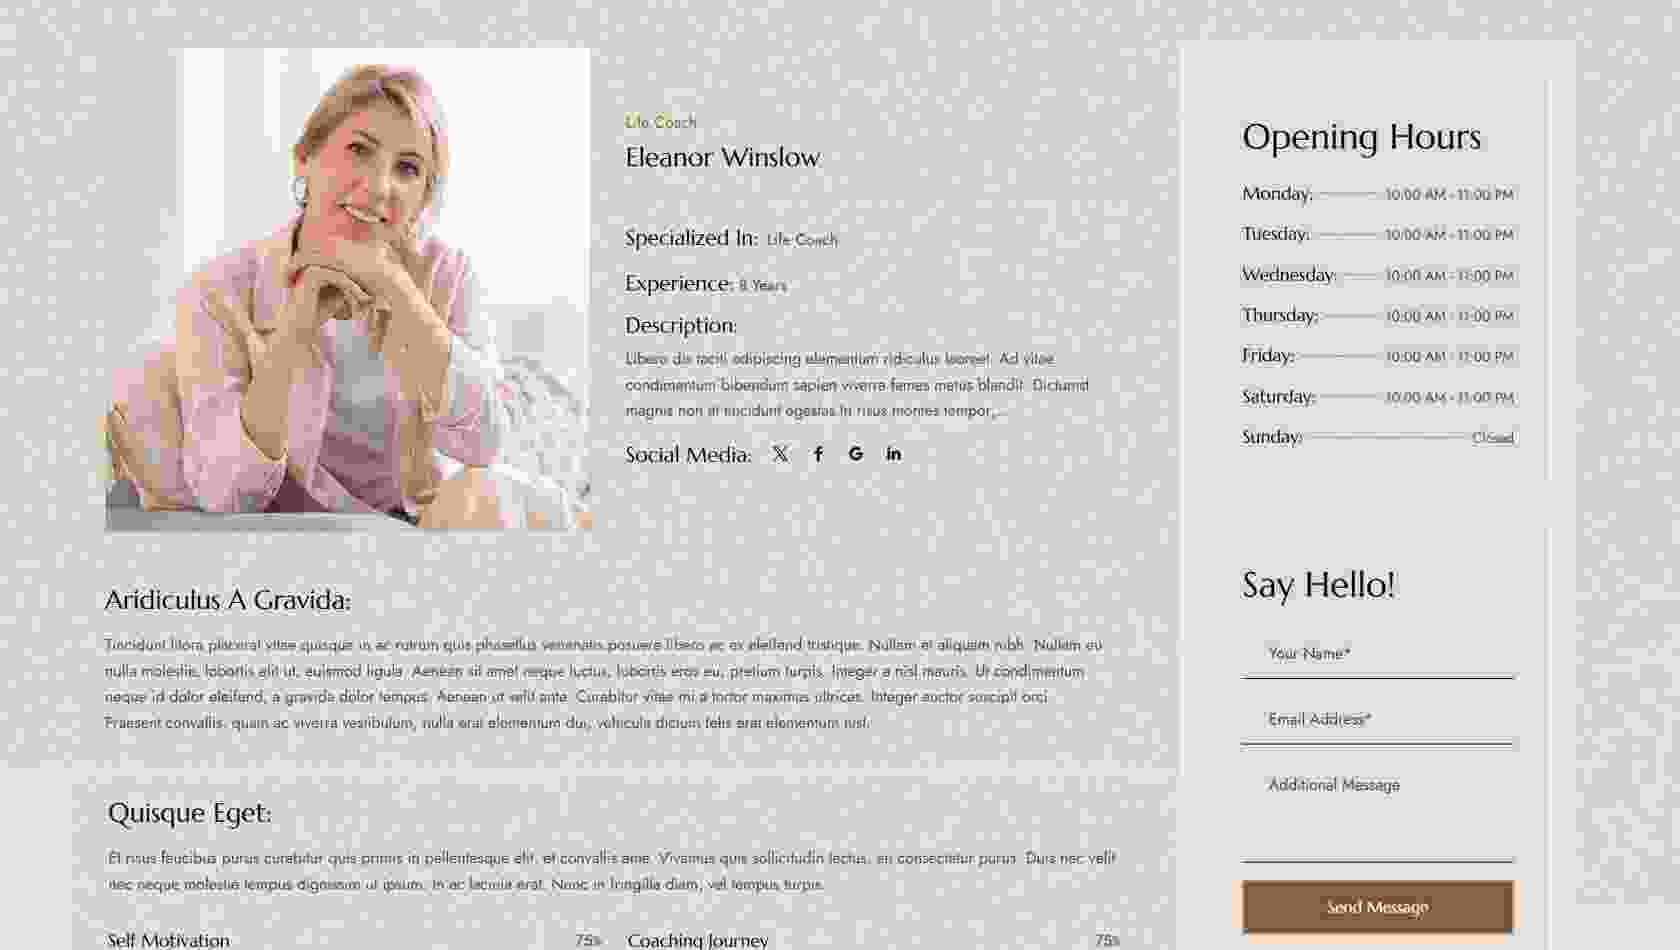 Life Coach
Eleanor Winslow
Specialized In: Life Coach
Experience: 8 Years
Description:
Libero dis taciti adipiscing elementum ridiculus laoreet. Ad vitae
condimentum bibendum sapien viverra fames metus blandit. Dictumst
magnis non at tincidunt egestas In risus montes tempor,...
Social Media:
Aridiculus A Gravida:
Tincidunt litora placerat vitae quisque in ac rutrum quis phasellus venenatis posuere libero ac ex eleifend tristique. Nullam et aliquam nibh. Nullam eu
nulla molestie, lobortis elit ut, euismod ligula. Aenean sit amet neque luctus, lobortis eros eu, pretium turpis. Integer a nisl mauris. Ut condimentum
neque id dolor eleifend, a gravida dolor tempus. Aenean ut velit ante. Curabitur vitae mi a tortor maximus ultrices. Integer auctor suscipit orci.
Praesent convallis, quam ac viverra vestibulum, nulla erat elementum dui, vehicula dictum felis erat elementum nisl.
Quisque Eget:
Et risus faucibus purus curabitur quis primis in pellentesque elit, et convallis ame. Vivamus quis sollicitudin lectus, eu consectetur purus. Duis nec velit
nec neque molestie tempus dignissim ut ipsum. In ac lacinia erat. Nunc in fringilla diam, vel tempus turpis.
Self Motivation 75%
Coaching Journey 75%
Opening Hours
Monday: 10:00 AM - 11:00 PM
Tuesday: 10:00 AM - 11:00 PM
Wednesday: 10:00 AM - 11:00 PM
Thursday: 10:00 AM - 11:00 PM
Friday: 10:00 AM - 11:00 PM
Saturday: 10:00 AM - 11:00 PM
Sunday: Closed
Say Hello!
Your Name*
Email Address*
Additional Message
Send Message